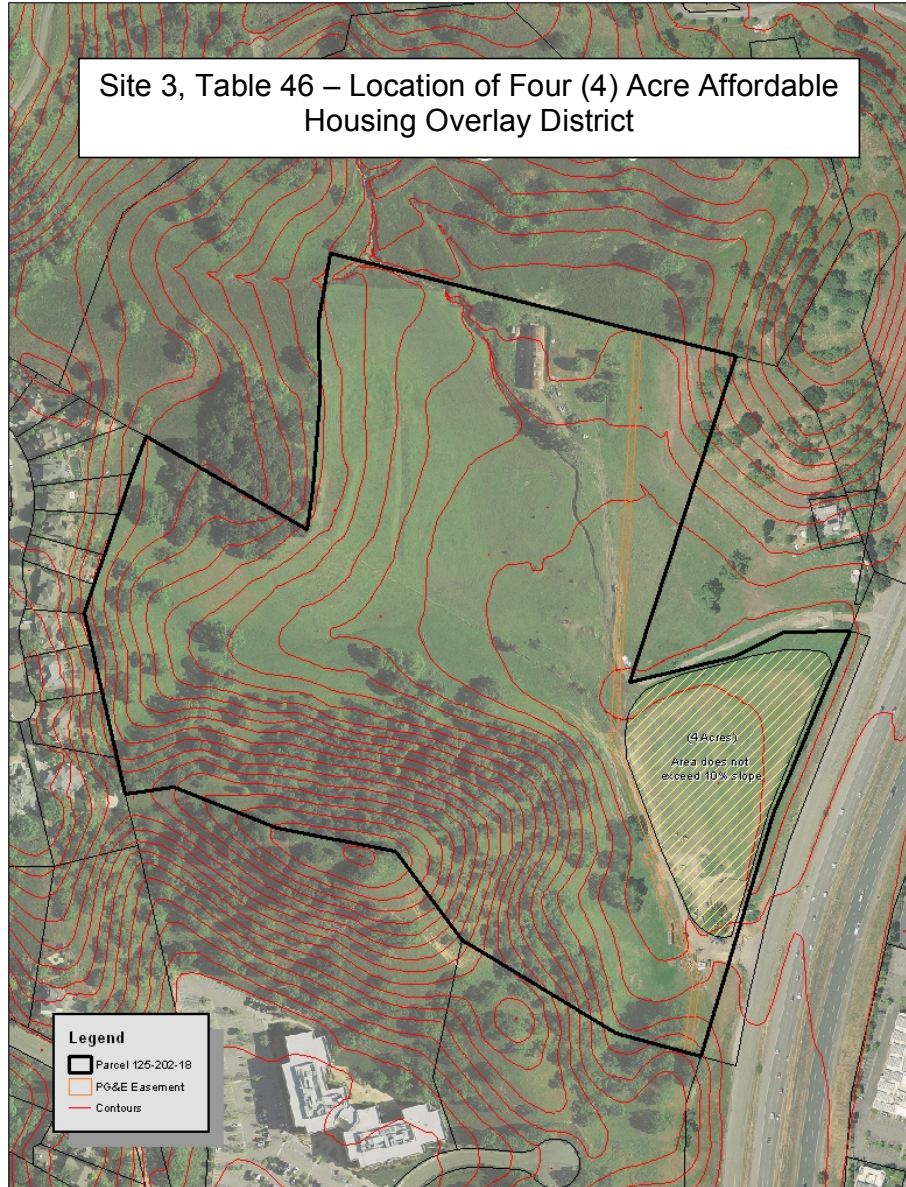 Site 3, Table 46 – Location of Four (4) Acre Affordable
Housing Overlay District
(4 Acres)
Area does not
exceed 10% slope
Legend
Parcel 125-202-18
PG&E Easement
Contours